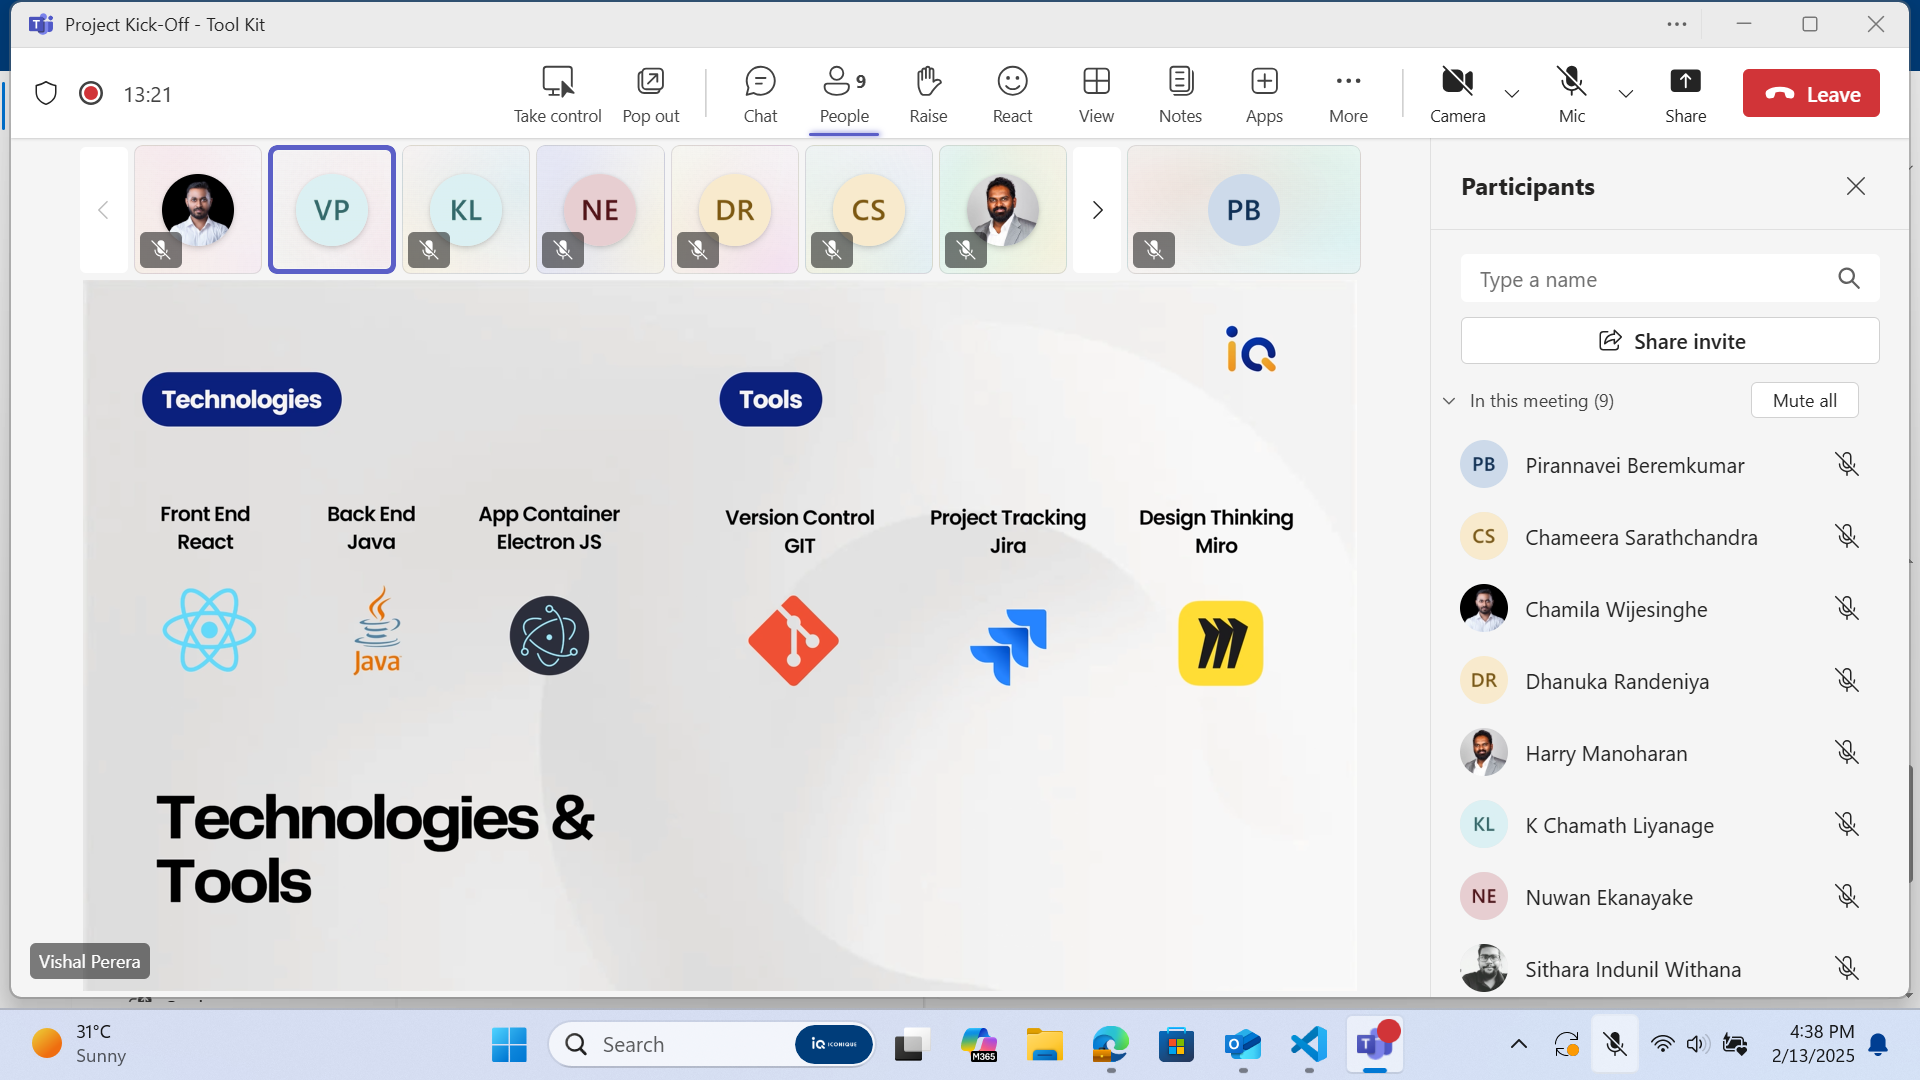 Project Kick-Off - Tool Kit
13:21
Take control
Pop out
Chat
9
People
Raise
React
View
Notes
Apps
More
Camera
Mic
Share
Leave
VP
KL
NE
DR
CS
PB
iQ
Technologies
Tools
Front End
React
Back End
Java
App Container
Electron JS
Version Control
GIT
Project Tracking
Jira
Design Thinking
Miro
Java
Technologies &
Tools
Vishal Perera
Participants
Type a name
Share invite
In this meeting (9)
Mute all
PB
Pirannavei Beremkumar
CS
Chameera Sarathchandra
Chamila Wijesinghe
DR
Dhanuka Randeniya
Harry Manoharan
KL
K Chamath Liyanage
NE
Nuwan Ekanayake
Sithara Indunil Withana
31°C
Sunny
Search
iQ ICONIQUE
M365
4:38 PM
2/13/2025